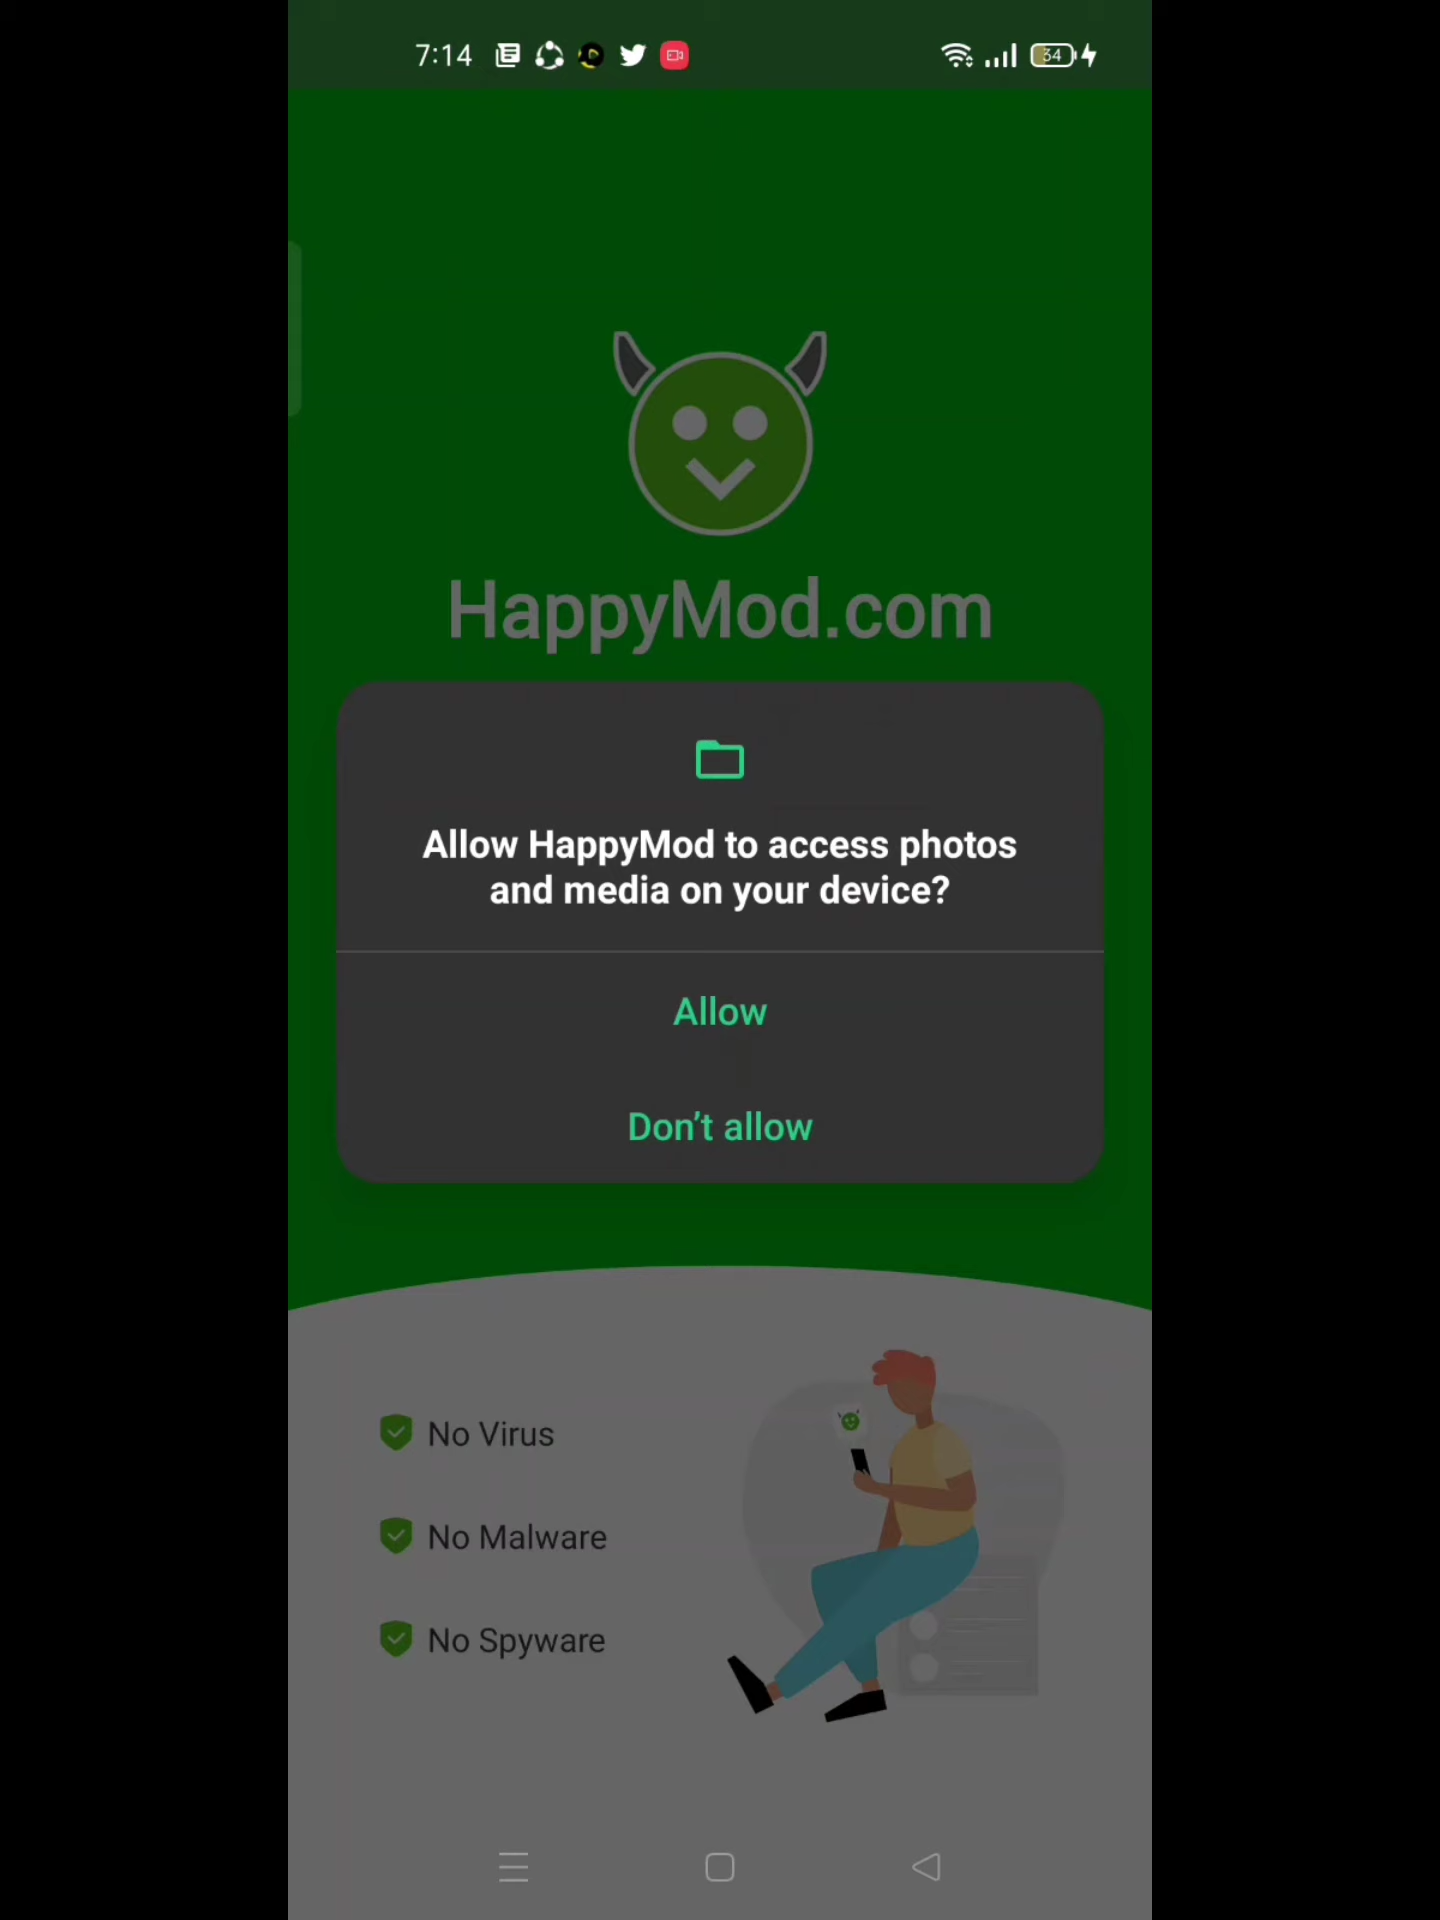 7:14
34
HappyMod.com
Allow HappyMod to access photos
and media on your device?
Allow
Don’t allow
No Virus
No Malware
No Spyware